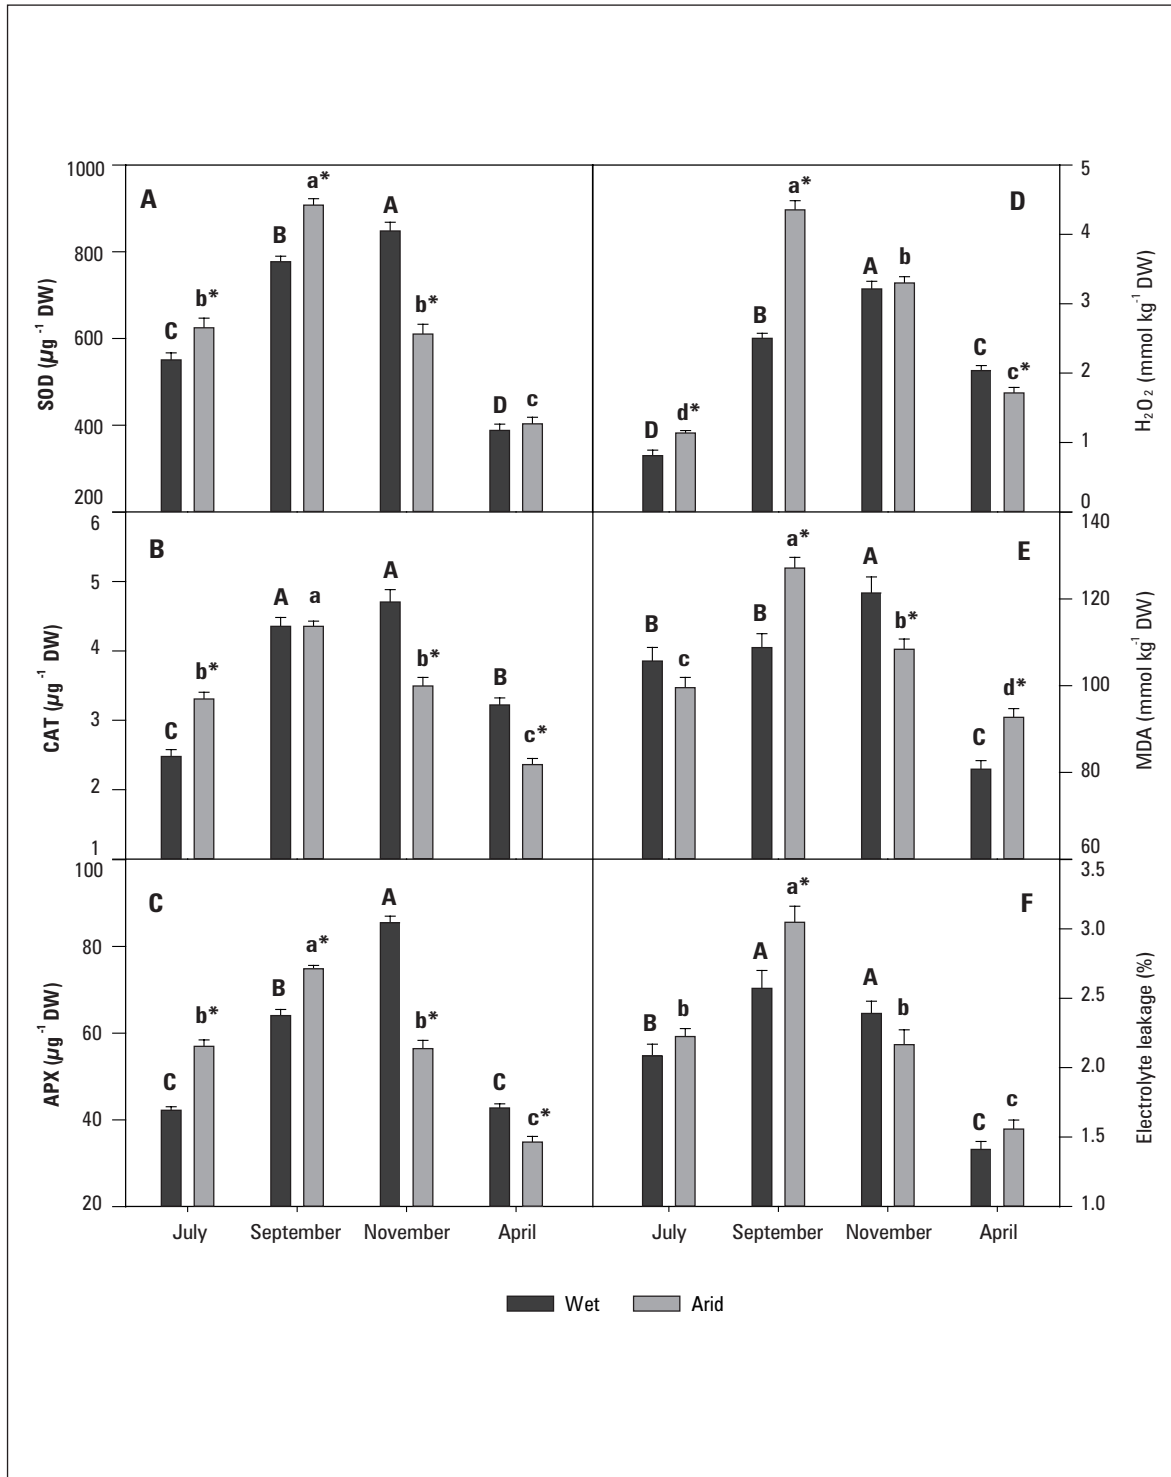 1000
800
600
400
200
SOD (µg ⁻¹ DW)
A
C
b*
B
a*
A
b*
D
c
5
4
3
2
1
0
H₂O₂ (mmol kg⁻¹ DW)
D
D
d*
B
a*
A
b
C
c*
6
5
4
3
2
1
CAT (µg ⁻¹ DW)
B
C
b*
A
a
A
b*
B
c*
140
120
100
80
60
MDA (mmol kg⁻¹ DW)
E
B
c
B
a*
A
b*
C
d*
100
80
60
40
20
APX (µg ⁻¹ DW)
C
C
b*
B
a*
A
b*
C
c*
3.5
3.0
2.5
2.0
1.5
1.0
Electrolyte leakage (%)
F
B
b
A
a*
A
b
C
c
July September November April July September November April
Wet Arid